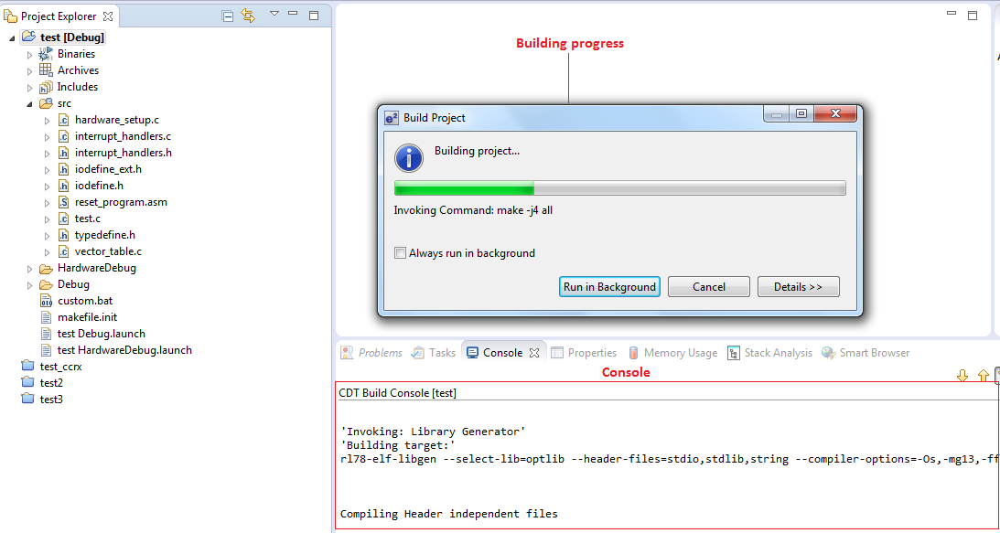 Project Explorer
test [Debug]
Binaries
Archives
Includes
src
hardware_setup.c
interrupt_handlers.c
interrupt_handlers.h
iodefine_ext.h
iodefine.h
reset_program.asm
test.c
typedefine.h
vector_table.c
HardwareDebug
Debug
custom.bat
makefile.init
test Debug.launch
test HardwareDebug.launch
test_ccrx
test2
test3
Building progress
Build Project
Building project...
Invoking Command: make -j4 all
Always run in background
Run in Background Cancel Details >>
Problems Tasks Console Properties Memory Usage Stack Analysis Smart Browser
Console
CDT Build Console [test]
'Invoking: Library Generator'
'Building target:'
rl78-elf-libgen --select-lib=optlib --header-files=stdio,stdlib,string --compiler-options=-Os,-mg13,-ff
Compiling Header independent files